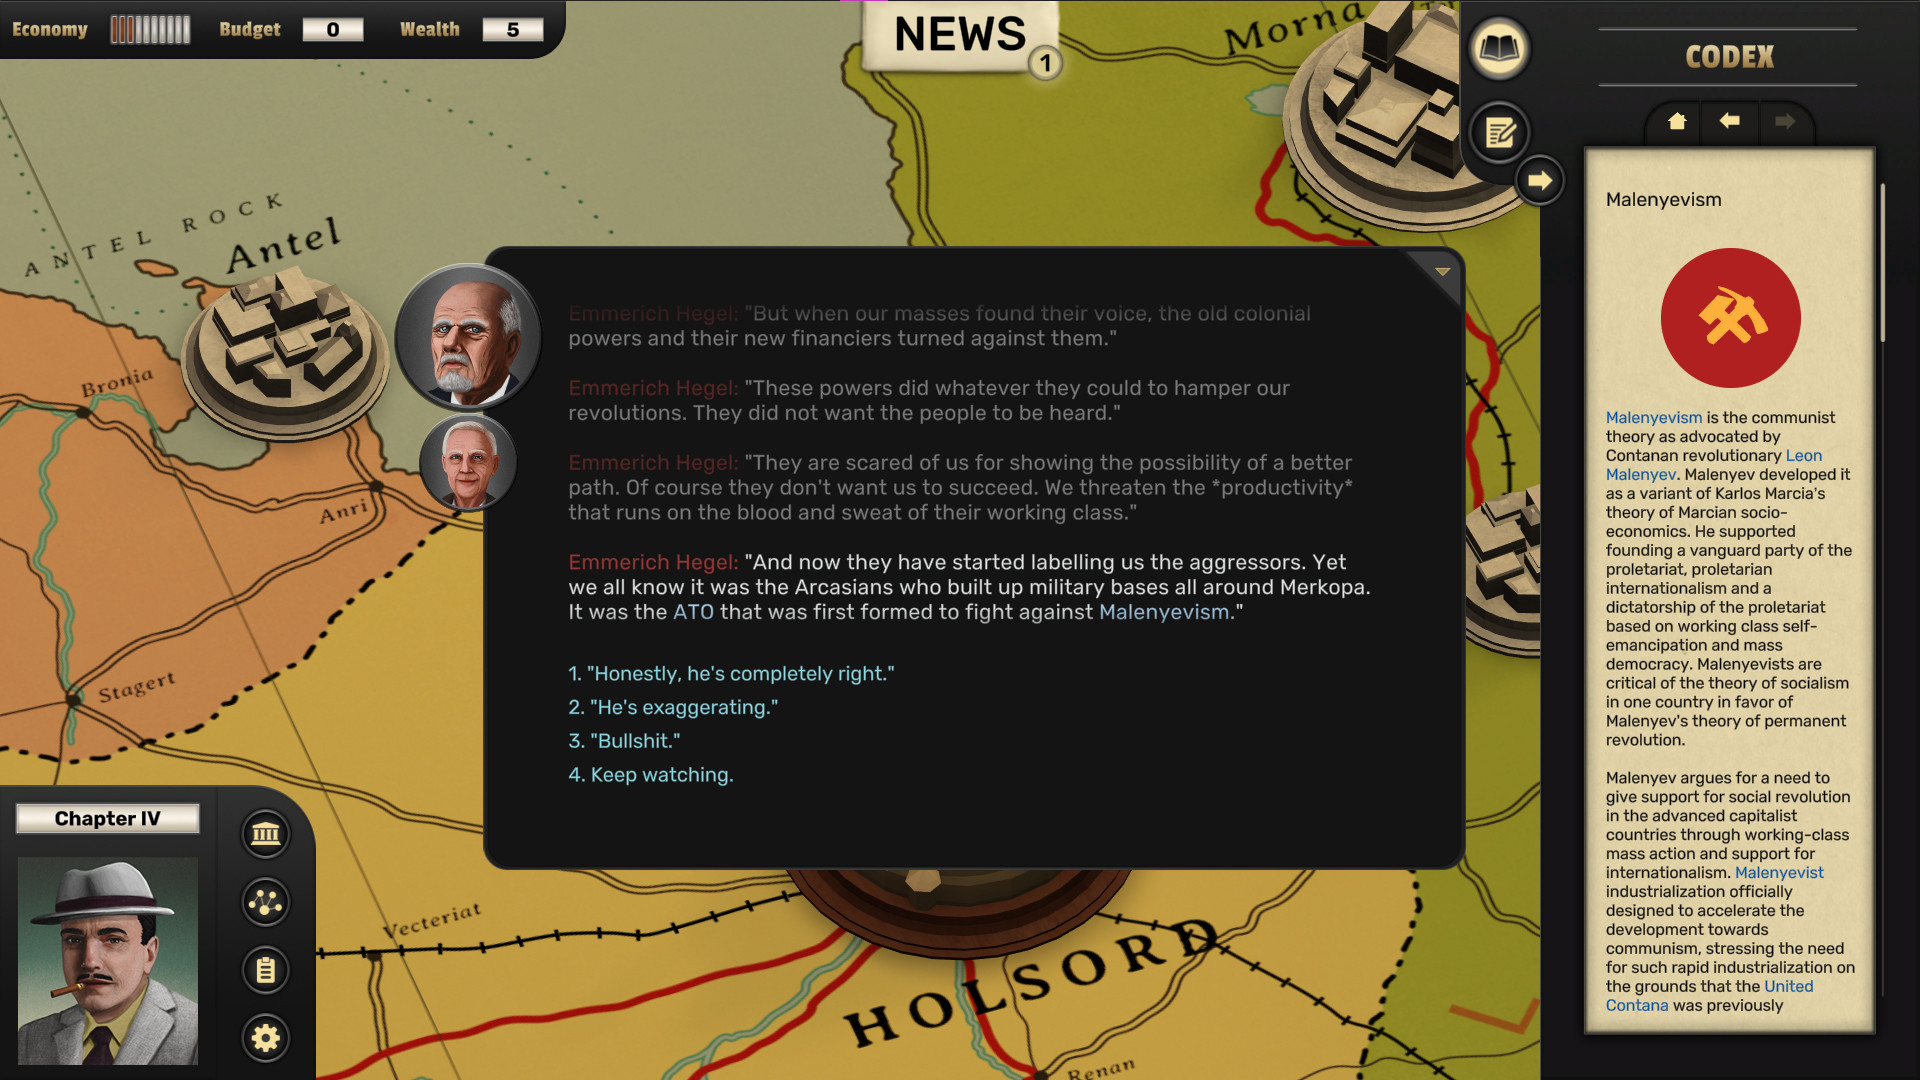 Economy
Budget
0
Wealth
5
NEWS
1
CODEX
Morna
ANTEL ROCK
Antel
Bronia
Anri
Stagert
Vecteriat
HOLSORD
Renan
Emmerich Hegel: "But when our masses found their voice, the old colonial
powers and their new financiers turned against them."
Emmerich Hegel: "These powers did whatever they could to hamper our
revolutions. They did not want the people to be heard."
Emmerich Hegel: "They are scared of us for showing the possibility of a better
path. Of course they don't want us to succeed. We threaten the *productivity*
that runs on the blood and sweat of their working class."
Emmerich Hegel: "And now they have started labelling us the aggressors. Yet
we all know it was the Arcasians who built up military bases all around Merkopa.
It was the ATO that was first formed to fight against Malenyevism."
1. "Honestly, he's completely right."
2. "He's exaggerating."
3. "Bullshit."
4. Keep watching.
Chapter IV
Malenyevism
Malenyevism is the communist
theory as advocated by
Contanan revolutionary Leon
Malenyev. Malenyev developed it
as a variant of Karlos Marcia's
theory of Marcian socio-
economics. He supported
founding a vanguard party of the
proletariat, proletarian
internationalism and a
dictatorship of the proletariat
based on working class self-
emancipation and mass
democracy. Malenyevists are
critical of the theory of socialism
in one country in favor of
Malenyev's theory of permanent
revolution.
Malenyev argues for a need to
give support for social revolution
in the advanced capitalist
countries through working-class
mass action and support for
internationalism. Malenyevist
industrialization officially
designed to accelerate the
development towards
communism, stressing the need
for such rapid industrialization on
the grounds that the United
Contana was previously